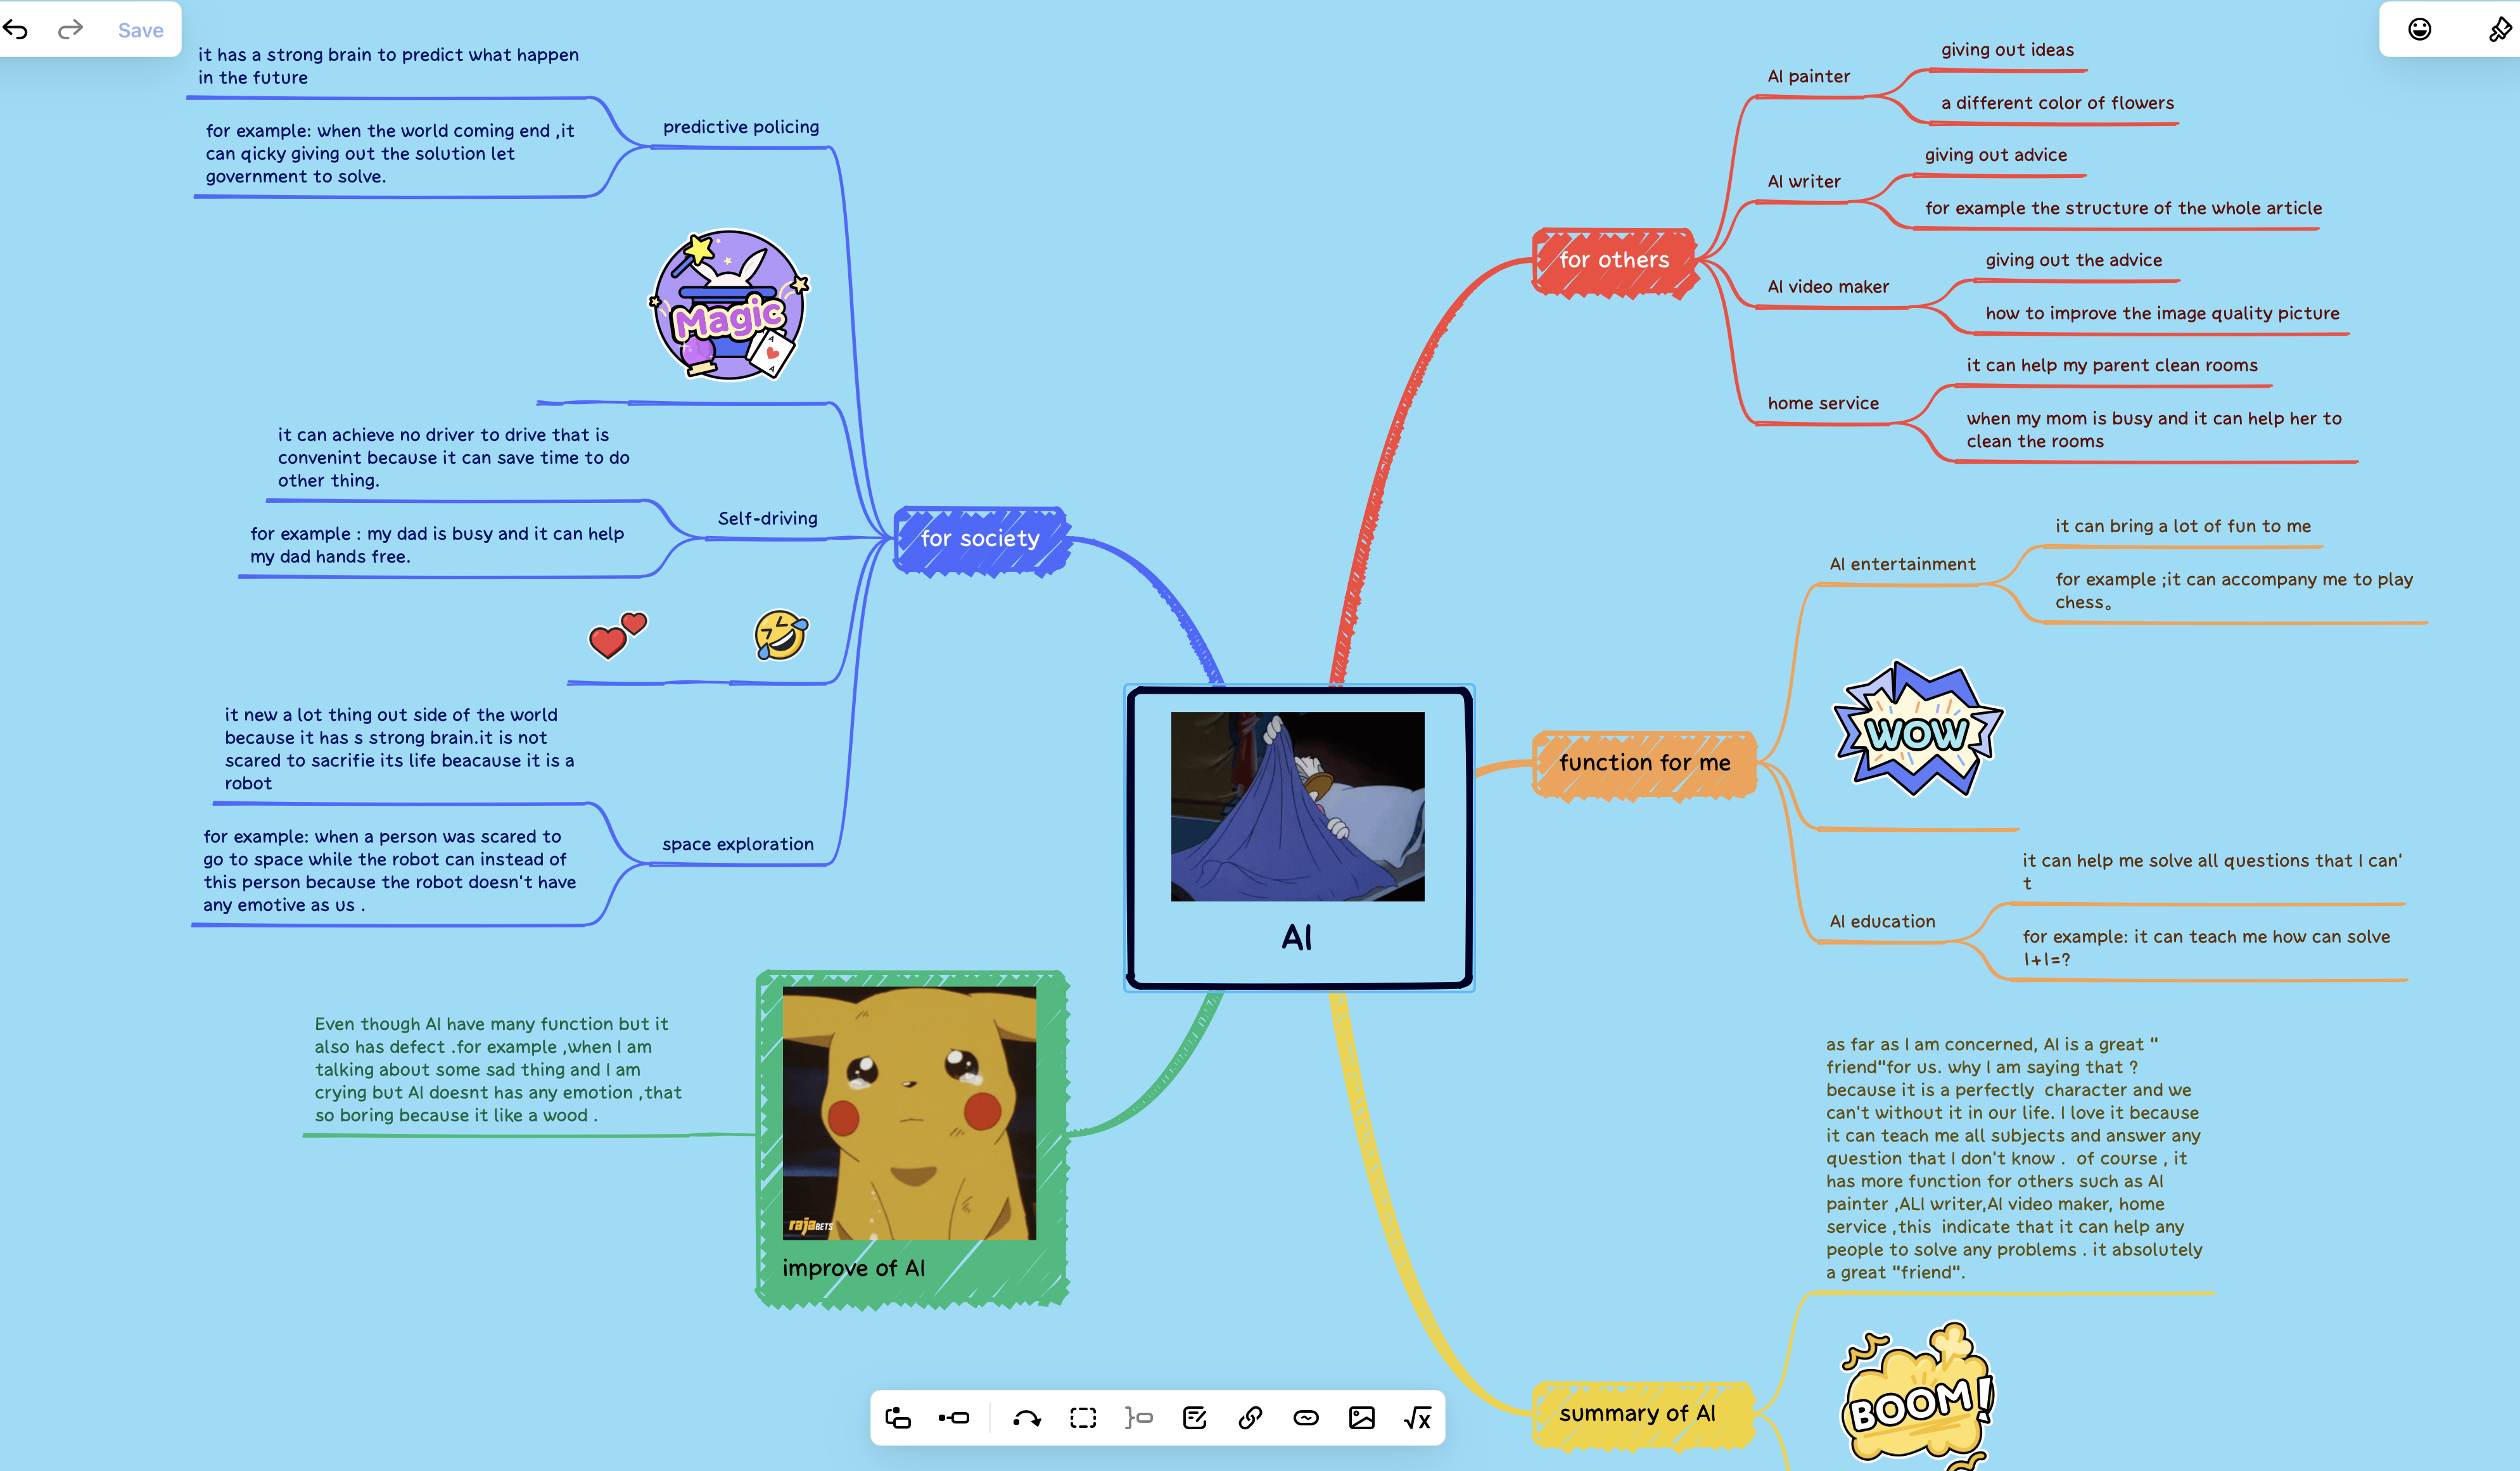 Save
it has a strong brain to predict what happen
in the future
for example: when the world coming end ,it
can qicky giving out the solution let
government to solve.
predictive policing
Magic
A
A
it can achieve no driver to drive that is
convenint because it can save time to do
other thing.
for example : my dad is busy and it can help
my dad hands free.
Self-driving
for society
it new a lot thing out side of the world
because it has s strong brain.it is not
scared to sacrifie its life beacause it is a
robot
for example: when a person was scared to
go to space while the robot can instead of
this person because the robot doesn't have
any emotive as us .
space exploration
Even though AI have many function but it
also has defect .for example ,when I am
talking about some sad thing and I am
crying but AI doesnt has any emotion ,that
so boring because it like a wood .
rajaBETS
improve of AI
AI
for others
AI painter
giving out ideas
a different color of flowers
AI writer
giving out advice
for example the structure of the whole article
AI video maker
giving out the advice
how to improve the image quality picture
home service
it can help my parent clean rooms
when my mom is busy and it can help her to
clean the rooms
function for me
AI entertainment
it can bring a lot of fun to me
for example ;it can accompany me to play
chess。
WOW
AI education
it can help me solve all questions that I can'
t
for example: it can teach me how can solve
1+1=?
summary of AI
as far as I am concerned, AI is a great "
friend"for us. why I am saying that ?
because it is a perfectly  character and we
can't without it in our life. I love it because
it can teach me all subjects and answer any
question that I don't know .  of course , it
has more function for others such as AI
painter ,ALI writer,AI video maker, home
service ,this  indicate that it can help any
people to solve any problems . it absolutely
a great "friend".
BOOM!